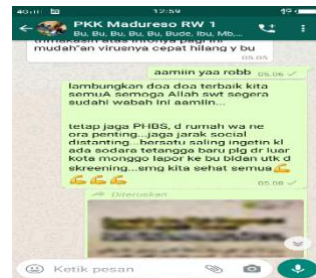 12:59
PKK Madureso RW 1
Bu, Bu, Bu, Bu, Bude, Ibu, Mb,...
mudah"an virusnya cepat hilang y bu
05.05
aamiin yaa robb 05.06
lambungkan doa doa terbaik kita
semuA semoga Allah swt segera
sudahi wabah ini aamiin...
tetap jaga PHBS, d rumah wa ne
ora penting...jaga jarak social
distanting...bersatu saling ingetin kl
ada sodara tetangga baru plg dr luar
kota monggo lapor ke bu bidan utk d
skreening...smg kita sehat semua💪
💪💪💪 05.08
Diteruskan
Ketik pesan